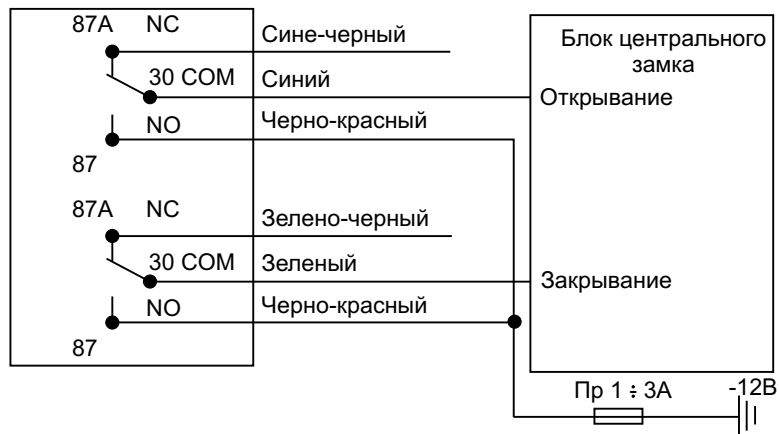 87A NC
Сине-черный
30 COM
Синий
NO
Черно-красный
87
87A NC
Зелено-черный
30 COM
Зеленый
NO
Черно-красный
87
Блок центрального
замка
Открывание
Закрывание
Пр 1 ÷ 3А
-12В